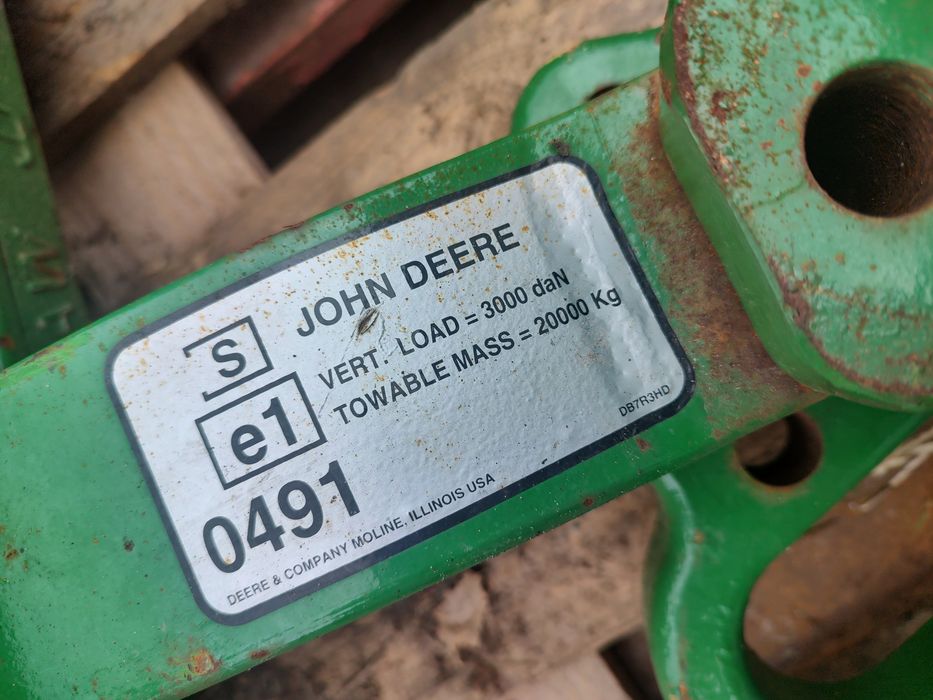 S
e1
0491
JOHN DEERE
VERT. LOAD = 3000 daN
TOWABLE MASS = 20000 Kg
DB7R3HD
DEERE & COMPANY MOLINE, ILLINOIS USA